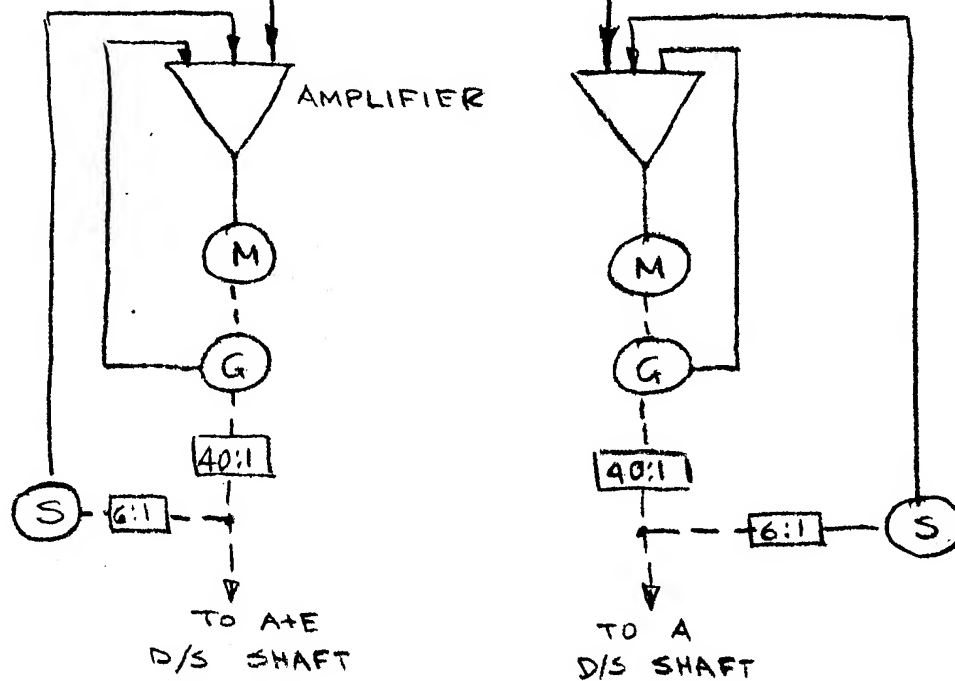 AMPLIFIER
M
M
G
G
40:1
40:1
S
6:1
6:1
S
TO A+E
D/S SHAFT
TO A
D/S SHAFT